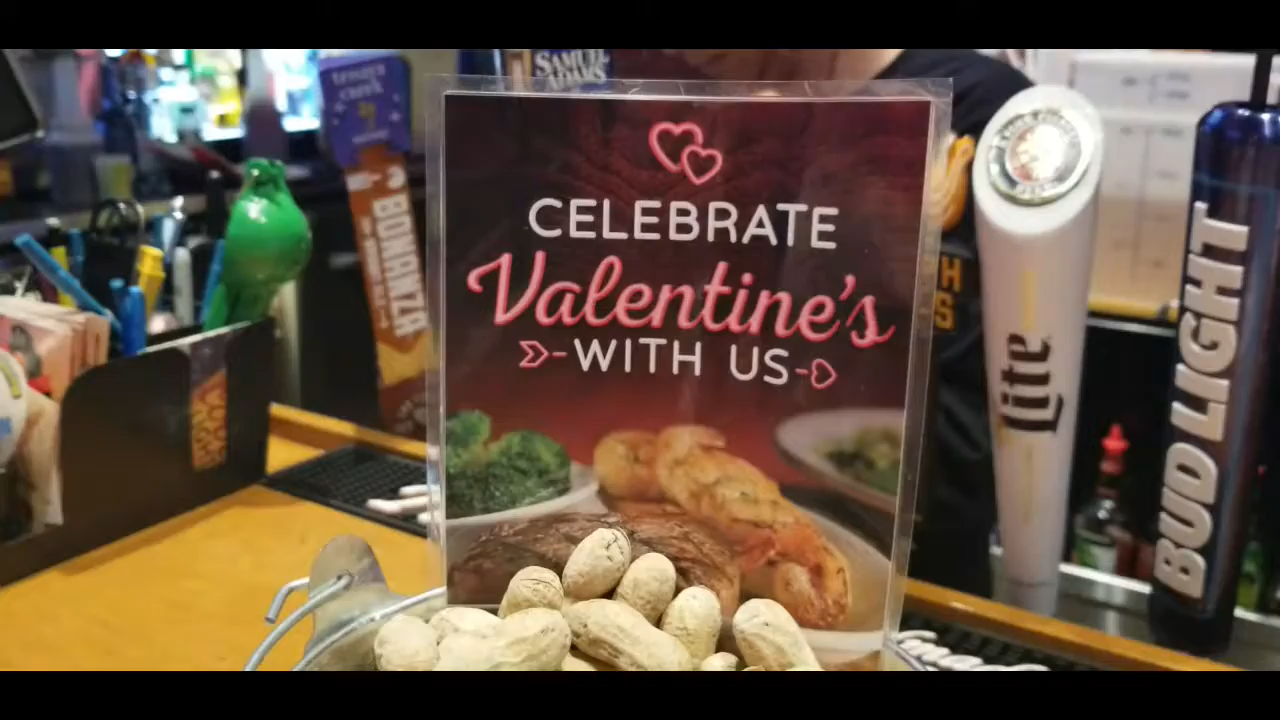 SAMUEL
ADAMS
CELEBRATE
Valentine's
WITH US
BONANZA
Lite
BUD LIGHT
H
S